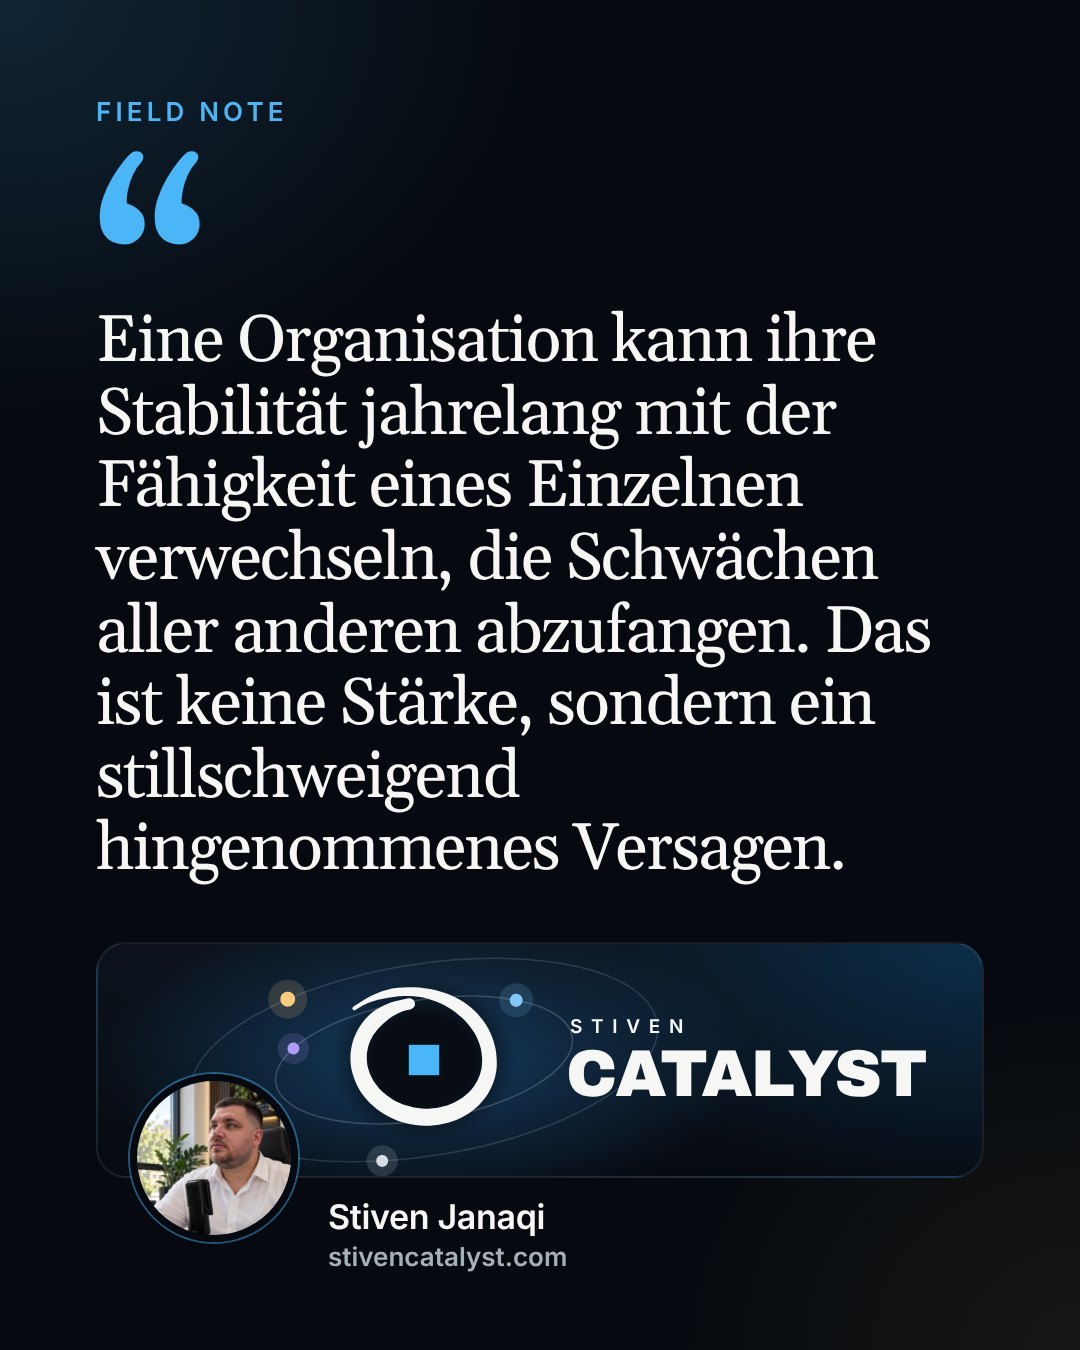 FIELD NOTE
“
Eine Organisation kann ihre
Stabilität jahrelang mit der
Fähigkeit eines Einzelnen
verwechseln, die Schwächen
aller anderen abzufangen. Das
ist keine Stärke, sondern ein
stillschweigend
hingenommenes Versagen.
STIVEN
CATALYST
Stiven Janaqi
stivencatalyst.com